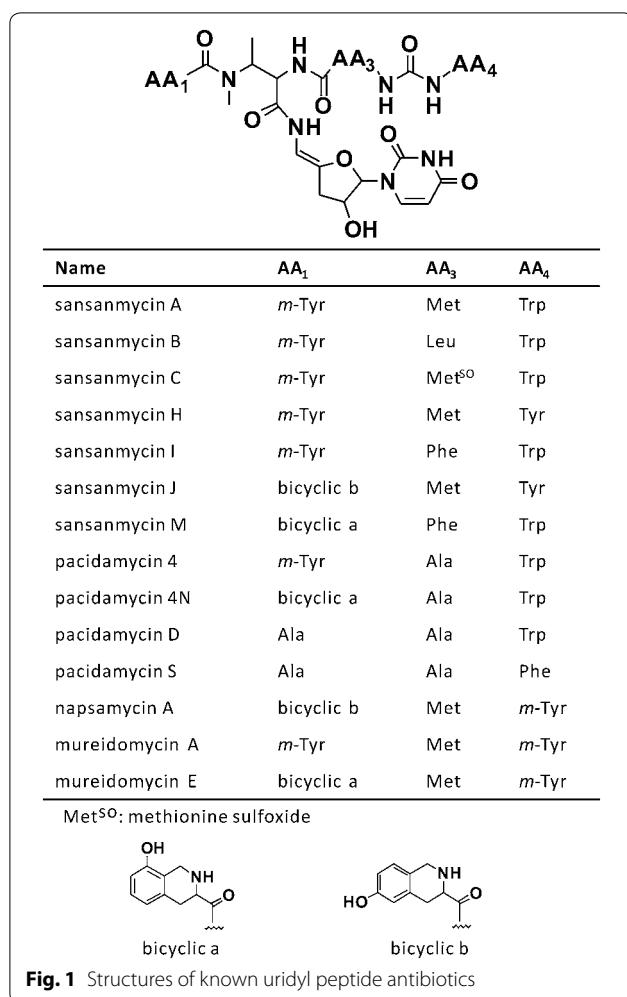 O
AA₁
N
H
N
O
AA₃
N
H
O
N
H
AA₄
O
NH
O
N
O
NH
O
OH
Name AA₁ AA₃ AA₄
sansanmycin A m-Tyr Met Trp
sansanmycin B m-Tyr Leu Trp
sansanmycin C m-Tyr Metˢᴼ Trp
sansanmycin H m-Tyr Met Tyr
sansanmycin I m-Tyr Phe Trp
sansanmycin J bicyclic b Met Tyr
sansanmycin M bicyclic a Phe Trp
pacidamycin 4 m-Tyr Ala Trp
pacidamycin 4N bicyclic a Ala Trp
pacidamycin D Ala Ala Trp
pacidamycin S Ala Ala Phe
napsamycin A bicyclic b Met m-Tyr
mureidomycin A m-Tyr Met m-Tyr
mureidomycin E bicyclic a Met m-Tyr
Metˢᴼ: methionine sulfoxide
OH
NH
O
bicyclic a
HO
NH
O
bicyclic b
Fig. 1 Structures of known uridyl peptide antibiotics